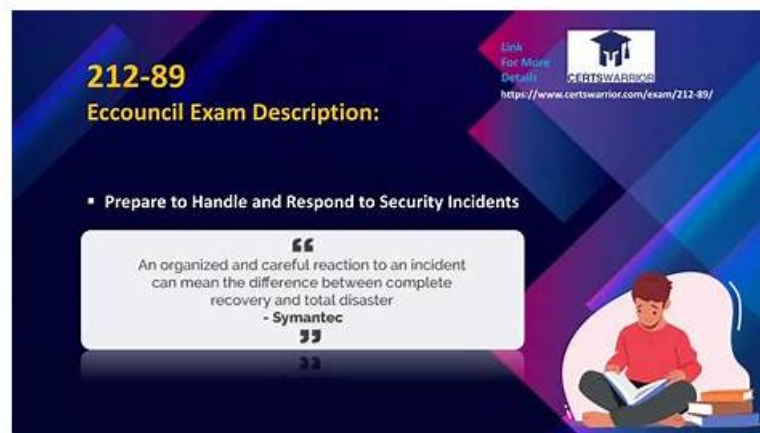 212-89
Eccouncil Exam Description:
Link
For More
Details
CERTSWARRIOR
https://www.certswarrior.com/exam/212-89/
▪ Prepare to Handle and Respond to Security Incidents
“
An organized and careful reaction to an incident
can mean the difference between complete
recovery and total disaster
- Symantec
”